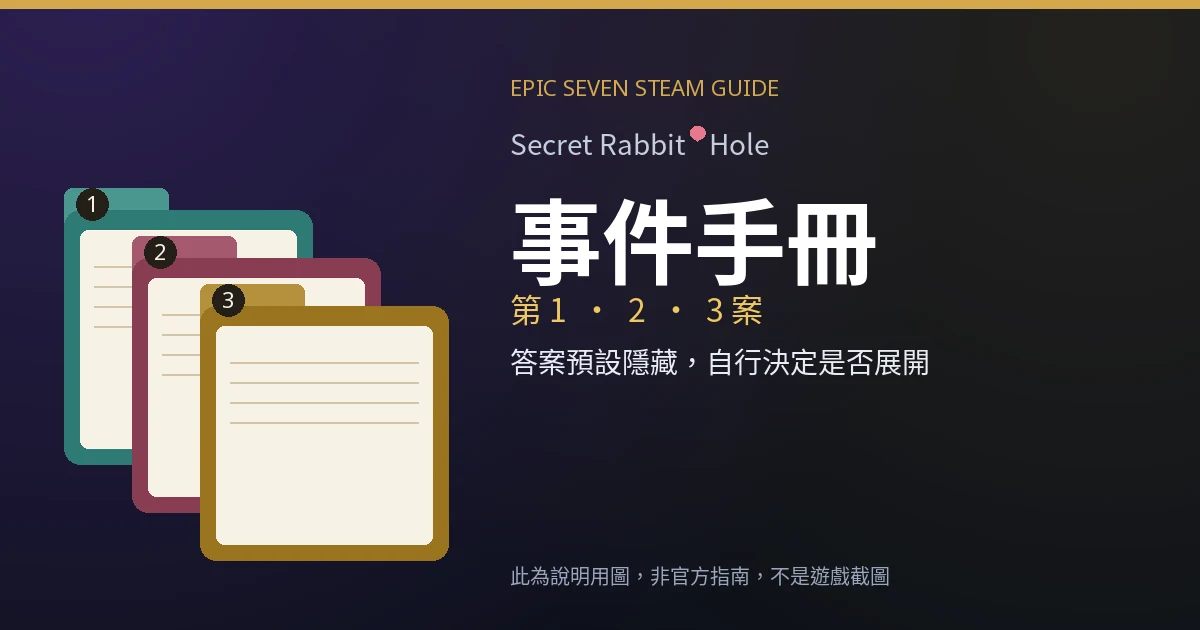 EPIC SEVEN STEAM GUIDE
Secret Rabbit Hole
事件手冊
第1 · 2 · 3案
答案預設隱藏，自行決定是否展開
1
2
3
此為說明用圖，非官方指南，不是遊戲截圖